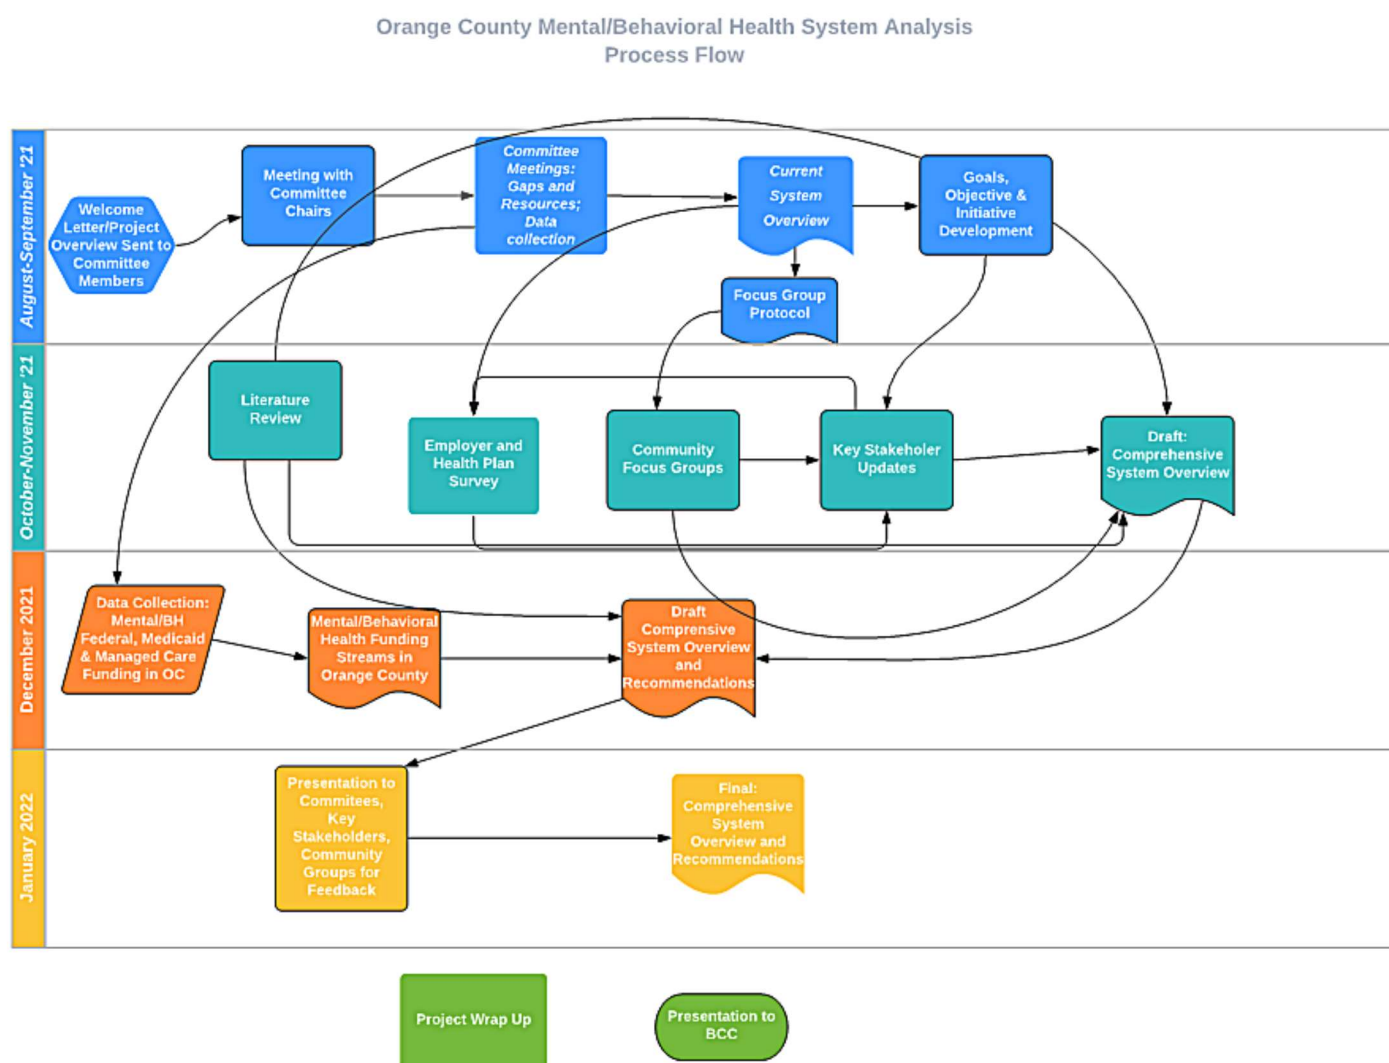 Orange County Mental/Behavioral Health System Analysis
Process Flow
August-September '21
Welcome
Letter/Project
Overview Sent to
Committee
Members
Meeting with
Committee
Chairs
Committee
Meetings:
Gaps and
Resources;
Data
collection
Current
System
Overview
Goals,
Objective &
Initiative
Development
Focus Group
Protocol
October-November '21
Literature
Review
Employer and
Health Plan
Survey
Community
Focus Groups
Key Stakeholer
Updates
Draft:
Comprehensive
System Overview
December 2021
Data Collection:
Mental/BH
Federal, Medicaid
& Managed Care
Funding in OC
Mental/Behavioral
Health Funding
Streams in
Orange County
Draft
Comprensive
System Overview
and
Recommendations
January 2022
Presentation to
Commitees,
Key
Stakeholders,
Community
Groups for
Feedback
Final:
Comprehensive
System
Overview and
Recommendations
Project Wrap Up
Presentation to
BCC